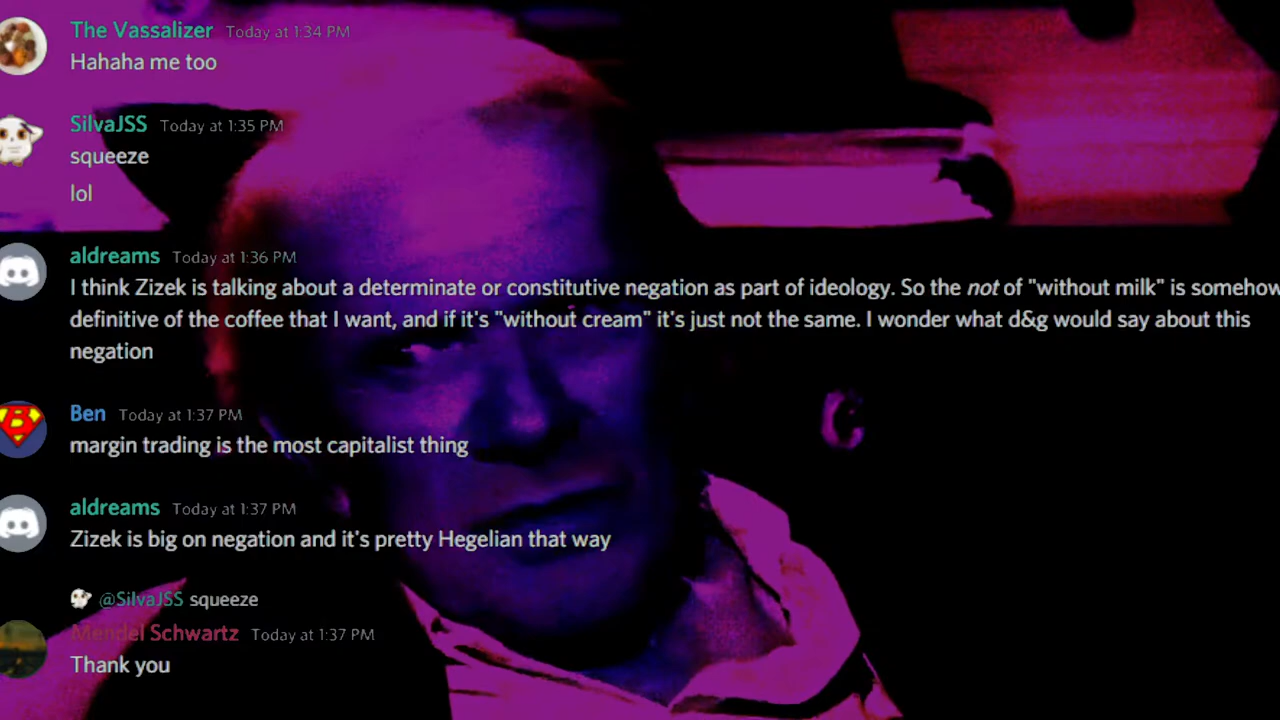 The Vassalizer Today at 1:34 PM
Hahaha me too
SilvaJSS Today at 1:35 PM
squeeze
lol
aldreams Today at 1:36 PM
I think Zizek is talking about a determinate or constitutive negation as part of ideology. So the not of "without milk" is somehow
definitive of the coffee that I want, and if it's "without cream" it's just not the same. I wonder what d&g would say about this
negation
B
Ben Today at 1:37 PM
margin trading is the most capitalist thing
aldreams Today at 1:37 PM
Zizek is big on negation and it's pretty Hegelian that way
@SilvaJSS squeeze
Mendel Schwartz Today at 1:37 PM
Thank you